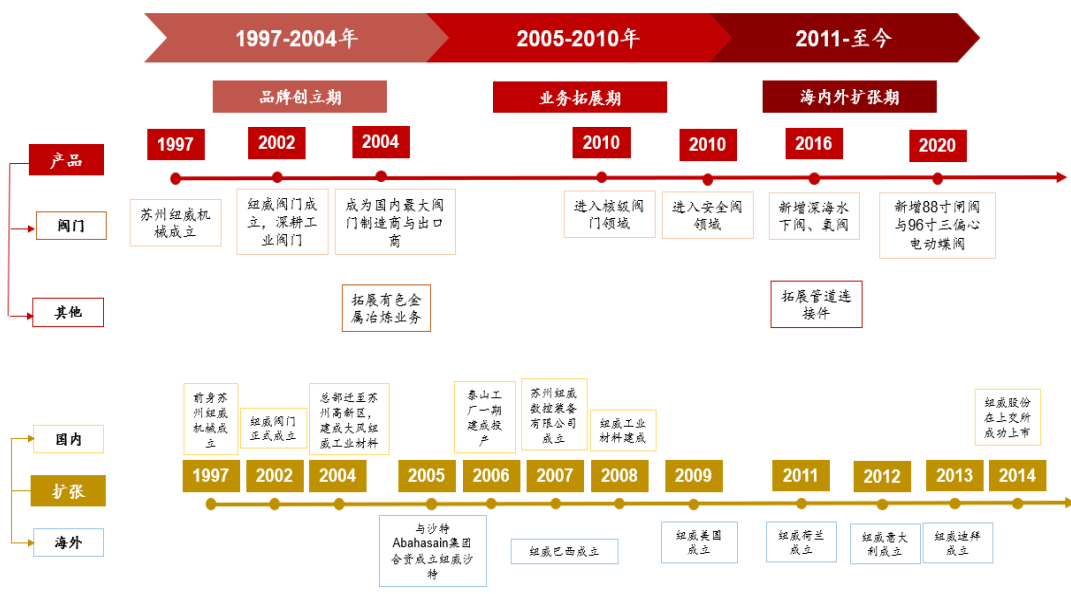 1997-2004年
2005-2010年
2011-至今
品牌创立期
业务拓展期
海内外扩张期
产品
1997
2002
2004
2010
2010
2016
2020
阀门
苏州纽威机
械成立
纽威阀门成
立，深耕工
业阀门
成为国内最大阀
门制造商与出口
商
进入核级阀
门领域
进入安全阀
领域
新增深海水
下阀、氧阀
新增88寸闸阀
与96寸三偏心
电动蝶阀
其他
拓展有色金
属冶炼业务
拓展管道连
接件
国内
前身苏
州纽威
机械成
立
纽威阀门
正式成立
总部迁至苏
州高新区，
建成大风纽
威工业材料
泰山工
厂一期
建成投
产
苏州纽威
数控装备
有限公司
成立
纽威工业
材料建成
纽威股份
在上交所
成功上市
扩张
1997
2002
2004
2005
2006
2007
2008
2009
2011
2012
2013
2014
海外
与沙特
Abahasain集团
合资成立纽威沙
特
纽威巴西成立
纽威美国
成立
纽威荷兰
成立
纽威意大
利成立
纽威迪拜
成立